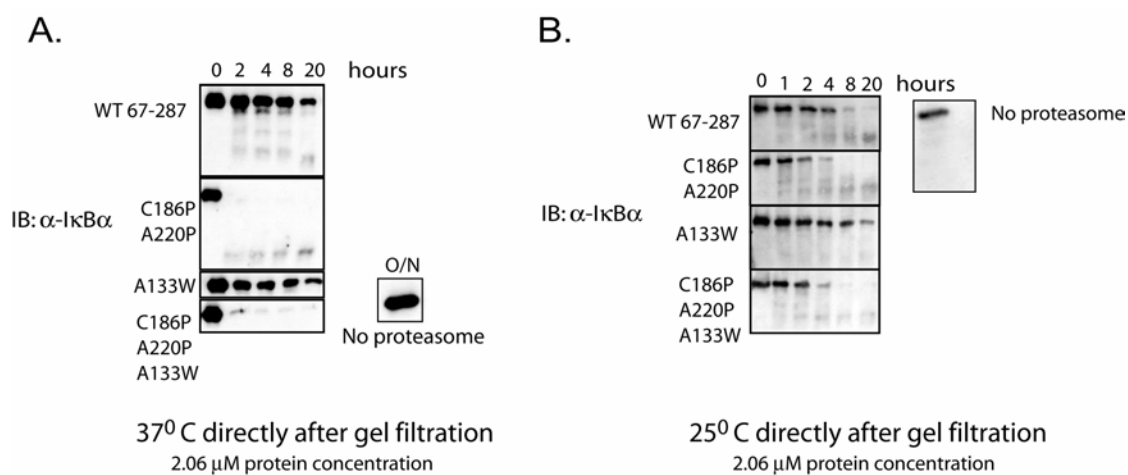 A.
0 2 4 8 20 hours
WT 67-287
C186P
A220P
IB: α-IκBα
A133W
C186P
A220P
A133W
O/N
No proteasome
37⁰ C directly after gel filtration
2.06 μM protein concentration
B.
0 1 2 4 8 20 hours
WT 67-287
No proteasome
C186P
A220P
IB: α-IκBα
A133W
C186P
A220P
A133W
25⁰ C directly after gel filtration
2.06 μM protein concentration